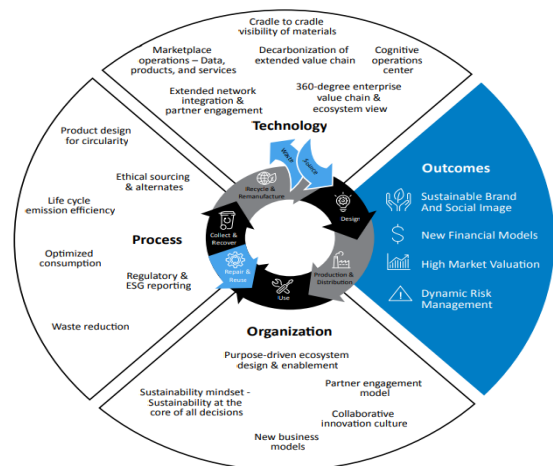 Cradle to cradle
visibility of materials
Marketplace
operations – Data,
products, and services
Decarbonization of
extended value chain
Cognitive
operations
center
Extended network
integration &
partner engagement
360-degree enterprise
value chain &
ecosystem view
Technology
Product design
for circularity
Ethical sourcing
& alternates
Life cycle
emission efficiency
Process
Optimized
consumption
Regulatory &
ESG reporting
Waste reduction
Waste
Source
Recycle &
Remanufacture
Design
Collect &
Recover
Repair &
Reuse
Use
Production &
Distribution
Outcomes
Sustainable Brand
And Social Image
New Financial Models
High Market Valuation
Dynamic Risk
Management
Organization
Purpose-driven ecosystem
design & enablement
Partner engagement
model
Sustainability mindset -
Sustainability at the
core of all decisions
Collaborative
innovation culture
New business
models